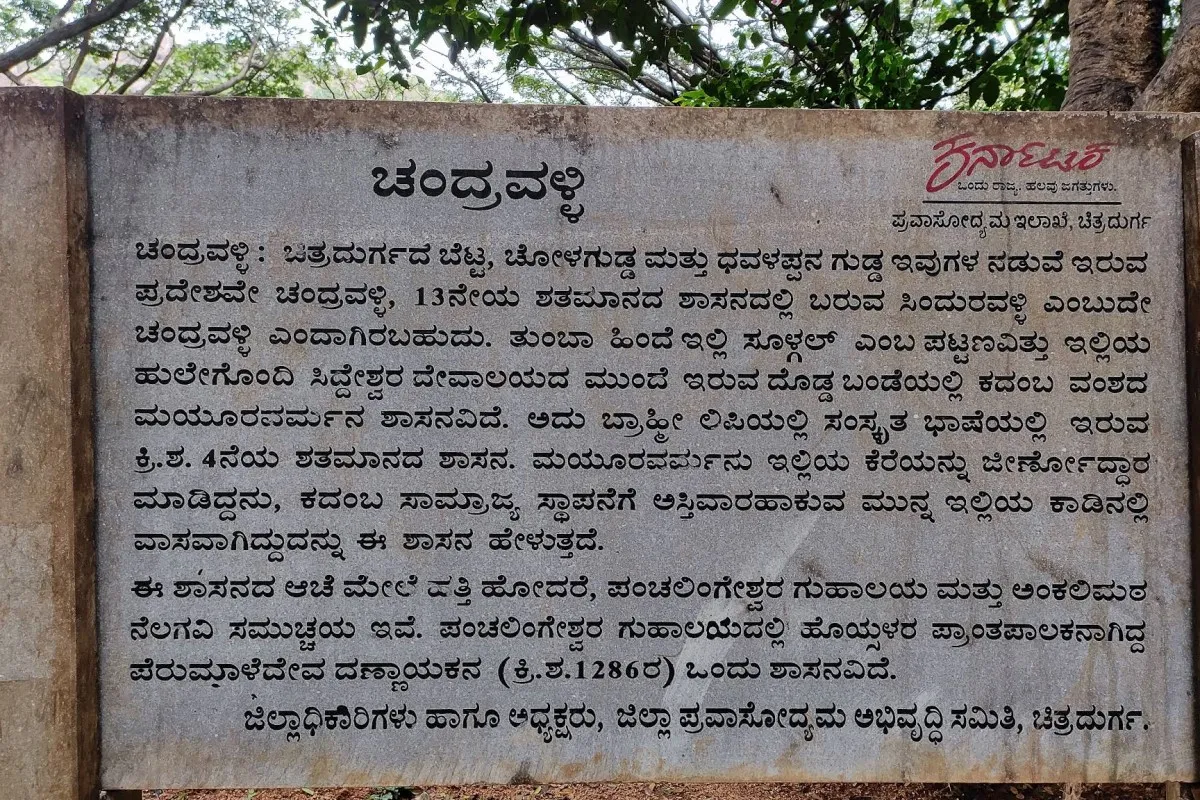 ಚಂದ್ರವಳ್ಳಿ
ಕರ್ನಾಟಕ
ಒಂದು ರಾಜ್ಯ. ಹಲವು ಜಗತ್ತುಗಳು.
ಪ್ರವಾಸೋದ್ಯಮ ಇಲಾಖೆ, ಚಿತ್ರದುರ್ಗ
ಚಂದ್ರವಳ್ಳಿ : ಚಿತ್ರದುರ್ಗದ ಬೆಟ್ಟ, ಚೋಳಗುಡ್ಡ ಮತ್ತು ಧವಳಪ್ಪನ ಗುಡ್ಡ ಇವುಗಳ ನಡುವೆ ಇರುವ
ಪ್ರದೇಶವೇ ಚಂದ್ರವಳ್ಳಿ, 13ನೇಯ ಶತಮಾನದ ಶಾಸನದಲ್ಲಿ ಬರುವ ಸಿಂದುರವಳ್ಳಿ ಎಂಬುದೇ
ಚಂದ್ರವಳ್ಳಿ ಎಂದಾಗಿರಬಹುದು. ತುಂಬಾ ಹಿಂದೆ ಇಲ್ಲಿ ಸೂಳ್ಗಲ್ ಎಂಬ ಪಟ್ಟಣವಿತ್ತು ಇಲ್ಲಿಯ
ಹುಲೇಗೊಂದಿ ಸಿದ್ದೇಶ್ವರ ದೇವಾಲಯದ ಮುಂದೆ ಇರುವ ದೊಡ್ಡ ಬಂಡೆಯಲ್ಲಿ ಕದಂಬ ವಂಶದ
ಮಯೂರವರ್ಮನ ಶಾಸನವಿದೆ. ಅದು ಬ್ರಾಹ್ಮೀ ಲಿಪಿಯಲ್ಲಿ ಸಂಸ್ಕೃತ ಭಾಷೆಯಲ್ಲಿ ಇರುವ
ಕ್ರಿ.ಶ. 4ನೆಯ ಶತಮಾನದ ಶಾಸನ. ಮಯೂರವರ್ಮನು ಇಲ್ಲಿಯ ಕೆರೆಯನ್ನು ಜೀರ್ಣೋದ್ಧಾರ
ಮಾಡಿದ್ದನು, ಕದಂಬ ಸಾಮ್ರಾಜ್ಯ ಸ್ಥಾಪನೆಗೆ ಅಸ್ತಿವಾರಹಾಕುವ ಮುನ್ನ ಇಲ್ಲಿಯ ಕಾಡಿನಲ್ಲಿ
ವಾಸವಾಗಿದ್ದುದನ್ನು ಈ ಶಾಸನ ಹೇಳುತ್ತದೆ.
ಈ ಶಾಸನದ ಆಚೆ ಮೇಲೆ ಹತ್ತಿ ಹೋದರೆ, ಪಂಚಲಿಂಗೇಶ್ವರ ಗುಹಾಲಯ ಮತ್ತು ಅಂಕಲಿಮಠ
ನೆಲಗವಿ ಸಮುಚ್ಚಯ ಇವೆ. ಪಂಚಲಿಂಗೇಶ್ವರ ಗುಹಾಲಯದಲ್ಲಿ ಹೊಯ್ಸಳರ ಪ್ರಾಂತಪಾಲಕನಾಗಿದ್ದ
ಪೆರುಮಾಳೆದೇವ ದಣ್ಣಾಯಕನ (ಕ್ರಿ.ಶ.1286ರ) ಒಂದು ಶಾಸನವಿದೆ.
ಜಿಲ್ಲಾಧಿಕಾರಿಗಳು ಹಾಗೂ ಅಧ್ಯಕ್ಷರು, ಜಿಲ್ಲಾ ಪ್ರವಾಸೋದ್ಯಮ ಅಭಿವೃದ್ಧಿ ಸಮಿತಿ, ಚಿತ್ರದುರ್ಗ.